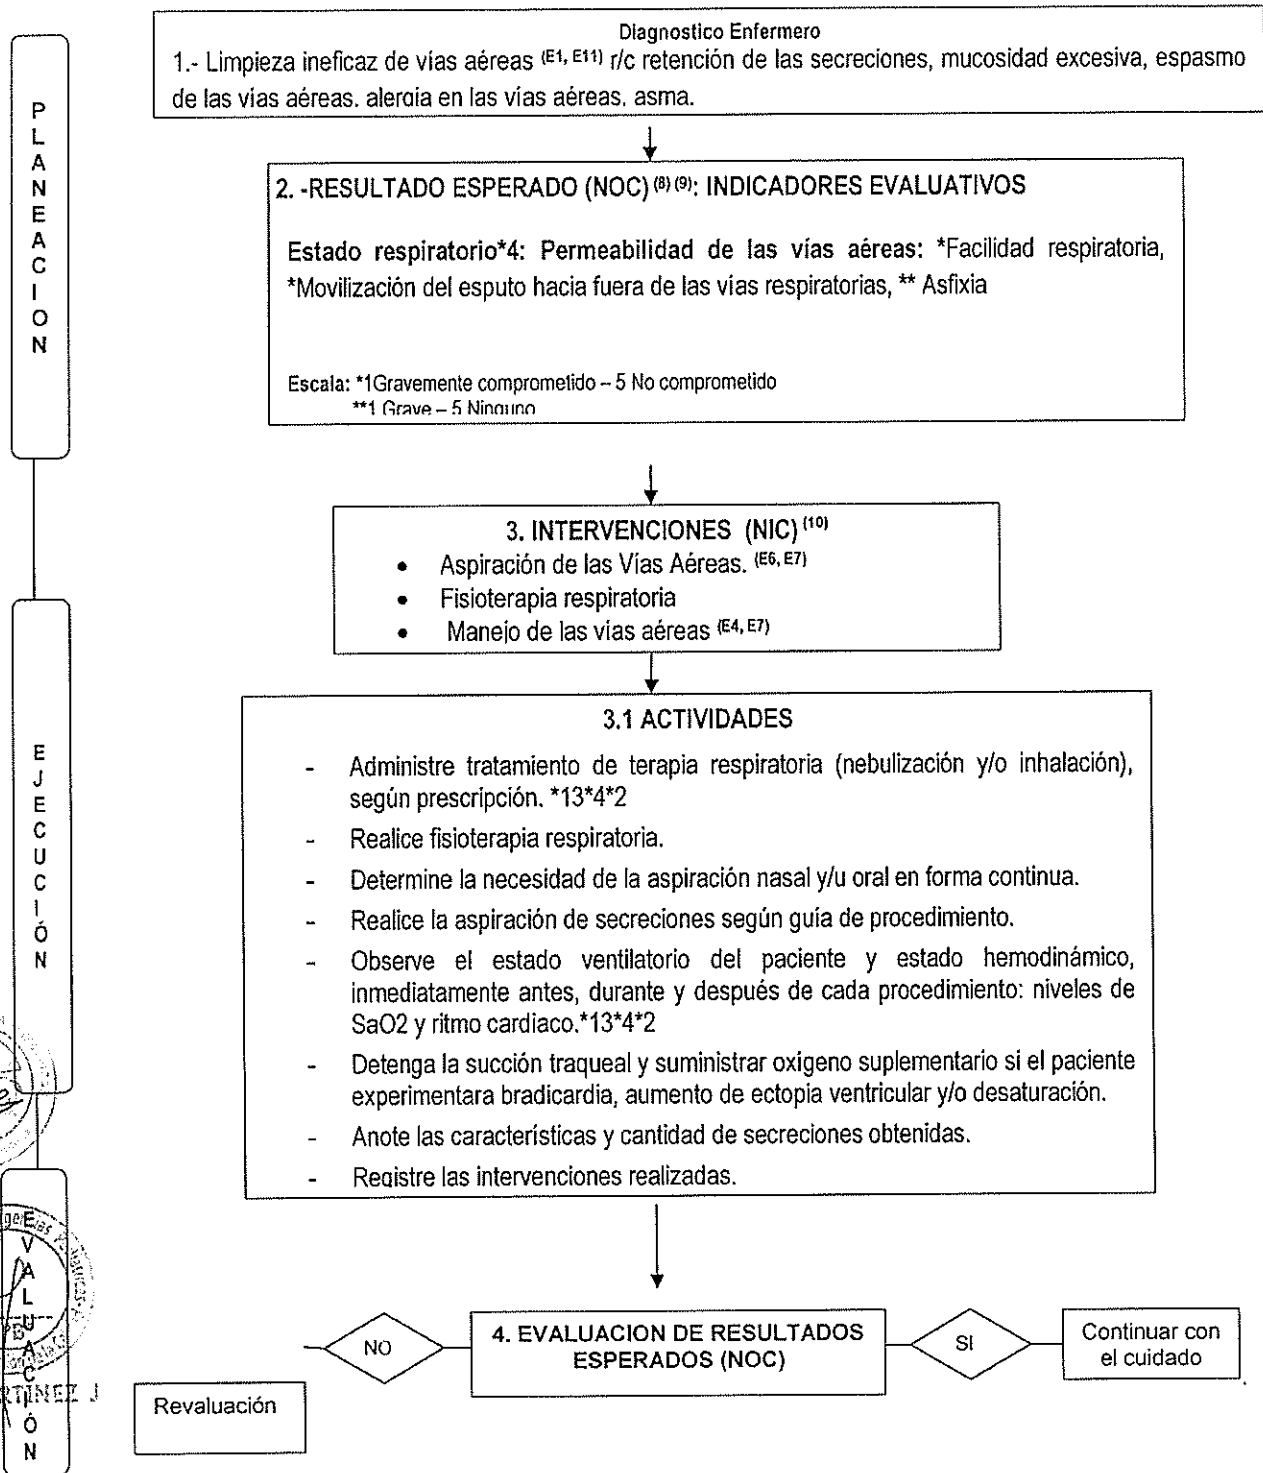 PLANEACION
Diagnostico Enfermero
1.- Limpieza ineficaz de vías aéreas (E1, E11) r/c retención de las secreciones, mucosidad excesiva, espasmo
de las vías aéreas. alergia en las vías aéreas. asma.
2. -RESULTADO ESPERADO (NOC) (8) (9): INDICADORES EVALUATIVOS
Estado respiratorio*4: Permeabilidad de las vías aéreas: *Facilidad respiratoria,
*Movilización del esputo hacia fuera de las vías respiratorias, ** Asfixia
Escala: *1Gravemente comprometido – 5 No comprometido
**1 Grave – 5 Ninguno
EJECUCIÓN
3. INTERVENCIONES (NIC) (10)
• Aspiración de las Vías Aéreas. (E6, E7)
• Fisioterapia respiratoria
• Manejo de las vías aéreas (E4, E7)
3.1 ACTIVIDADES
- Administre tratamiento de terapia respiratoria (nebulización y/o inhalación),
según prescripción. *13*4*2
- Realice fisioterapia respiratoria.
- Determine la necesidad de la aspiración nasal y/u oral en forma continua.
- Realice la aspiración de secreciones según guía de procedimiento.
- Observe el estado ventilatorio del paciente y estado hemodinámico,
inmediatamente antes, durante y después de cada procedimiento: niveles de
SaO2 y ritmo cardiaco.*13*4*2
- Detenga la succión traqueal y suministrar oxigeno suplementario si el paciente
experimentara bradicardia, aumento de ectopia ventricular y/o desaturación.
- Anote las características y cantidad de secreciones obtenidas.
- Registre las intervenciones realizadas.
EVALUACIÓN
NO
4. EVALUACION DE RESULTADOS
ESPERADOS (NOC)
SI
Continuar con
el cuidado
Revaluación